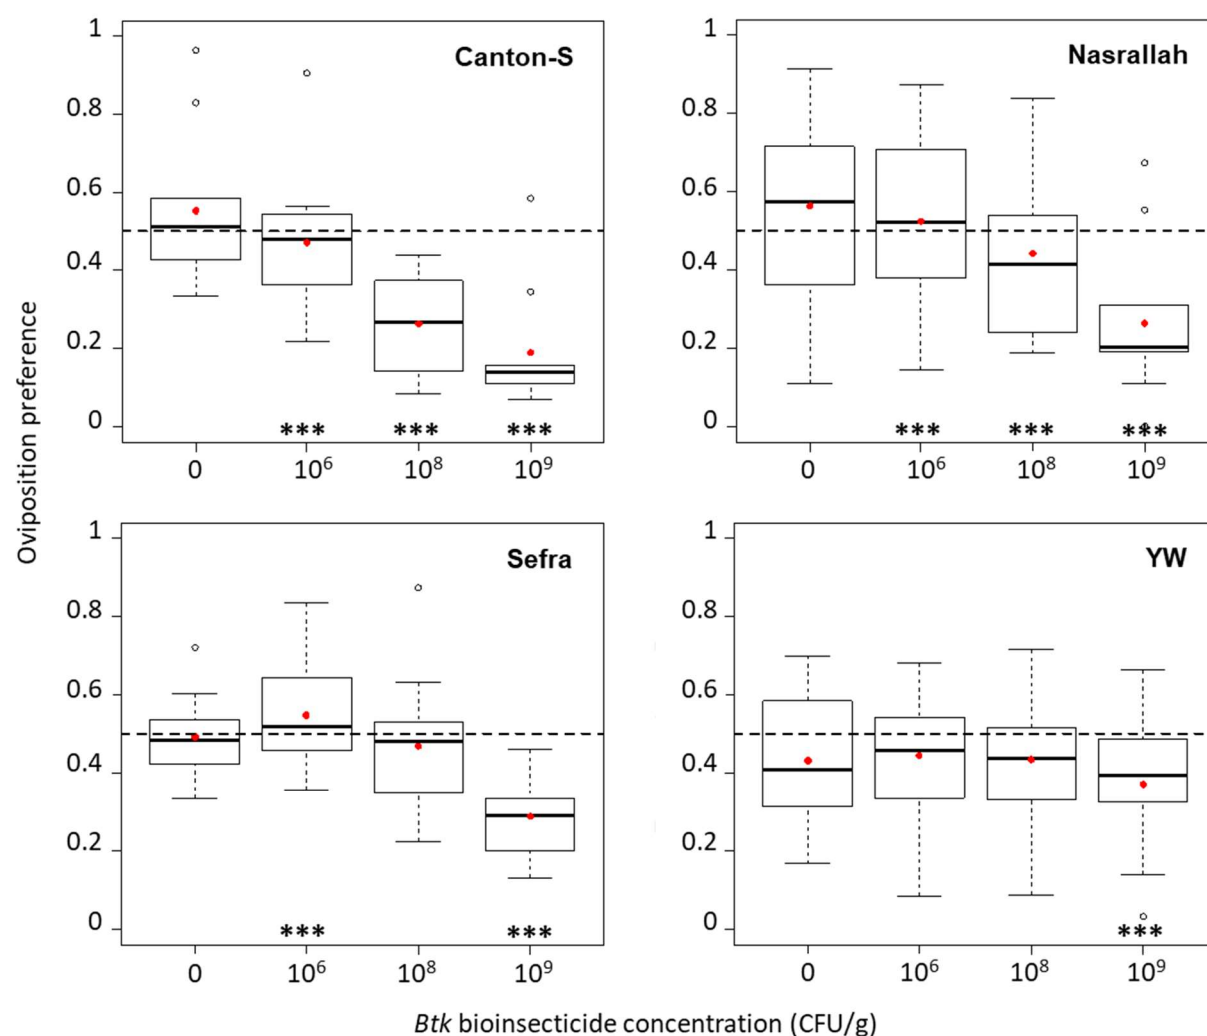 Oviposition preference
Canton-S
1
0.8
0.6
0.4
0.2
0
*** *** ***
0 10⁶ 10⁸ 10⁹
Nasrallah
1
0.8
0.6
0.4
0.2
0
*** *** ***
0 10⁶ 10⁸ 10⁹
Sefra
1
0.8
0.6
0.4
0.2
0
*** ***
0 10⁶ 10⁸ 10⁹
YW
1
0.8
0.6
0.4
0.2
0
***
0 10⁶ 10⁸ 10⁹
Btk bioinsecticide concentration (CFU/g)